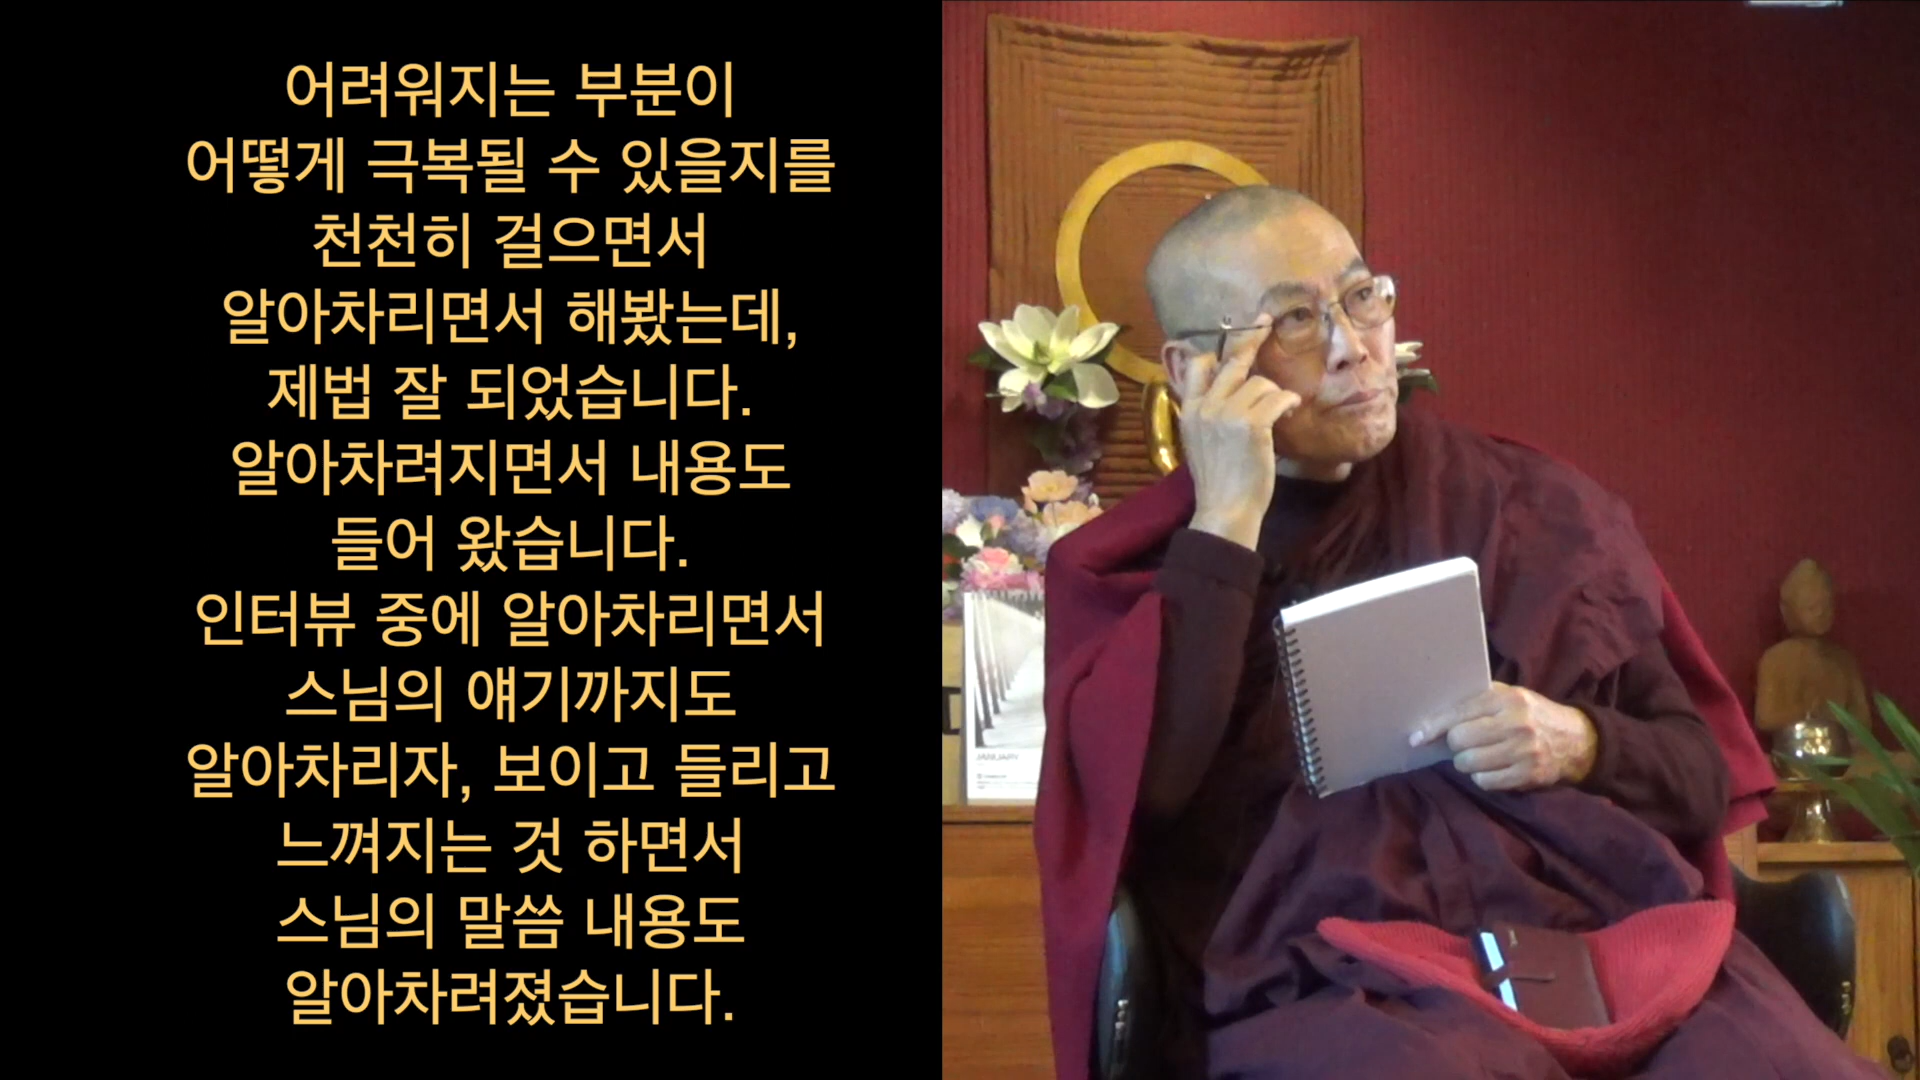 어려워지는 부분이
어떻게 극복될 수 있을지를
천천히 걸으면서
알아차리면서 해봤는데,
제법 잘 되었습니다.
알아차려지면서 내용도
들어 왔습니다.
인터뷰 중에 알아차리면서
스님의 얘기까지도
알아차리자, 보이고 들리고
느껴지는 것 하면서
스님의 말씀 내용도
알아차려졌습니다.
JANUARY